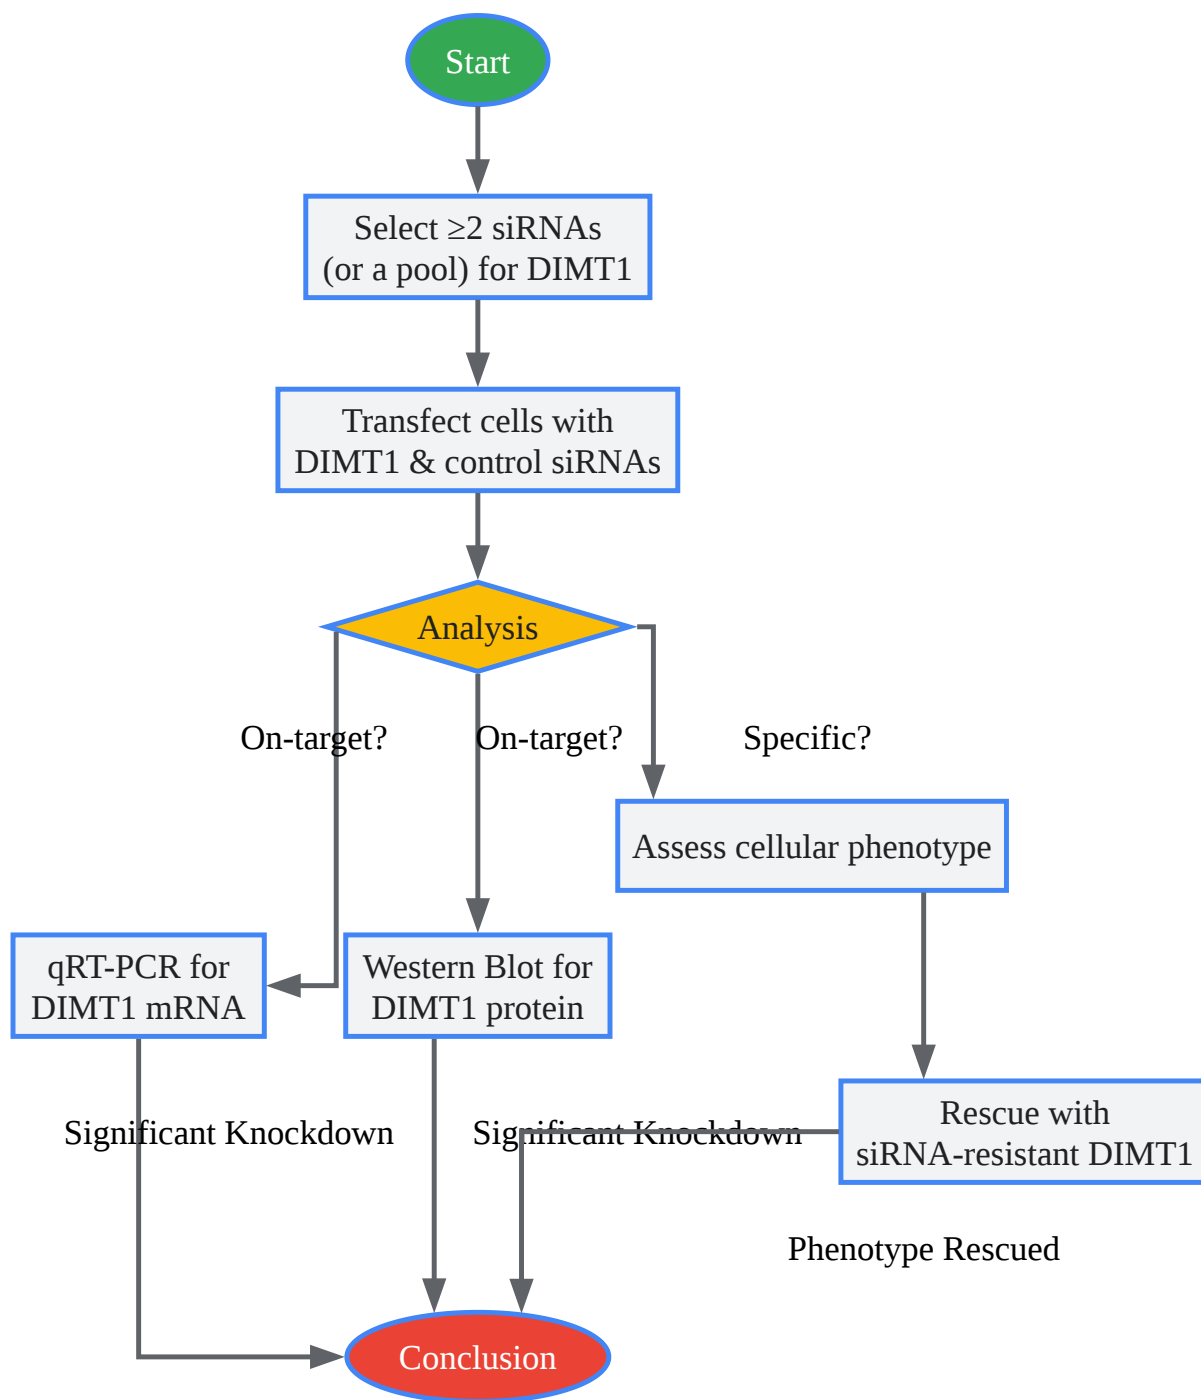 Start
Select ≥2 siRNAs
(or a pool) for DIMT1
Transfect cells with
DIMT1 & control siRNAs
Analysis
On-target?
On-target?
Specific?
Assess cellular phenotype
qRT-PCR for
DIMT1 mRNA
Western Blot for
DIMT1 protein
Significant Knockdown
Significant Knockdown
Rescue with
siRNA-resistant DIMT1
Phenotype Rescued
Conclusion